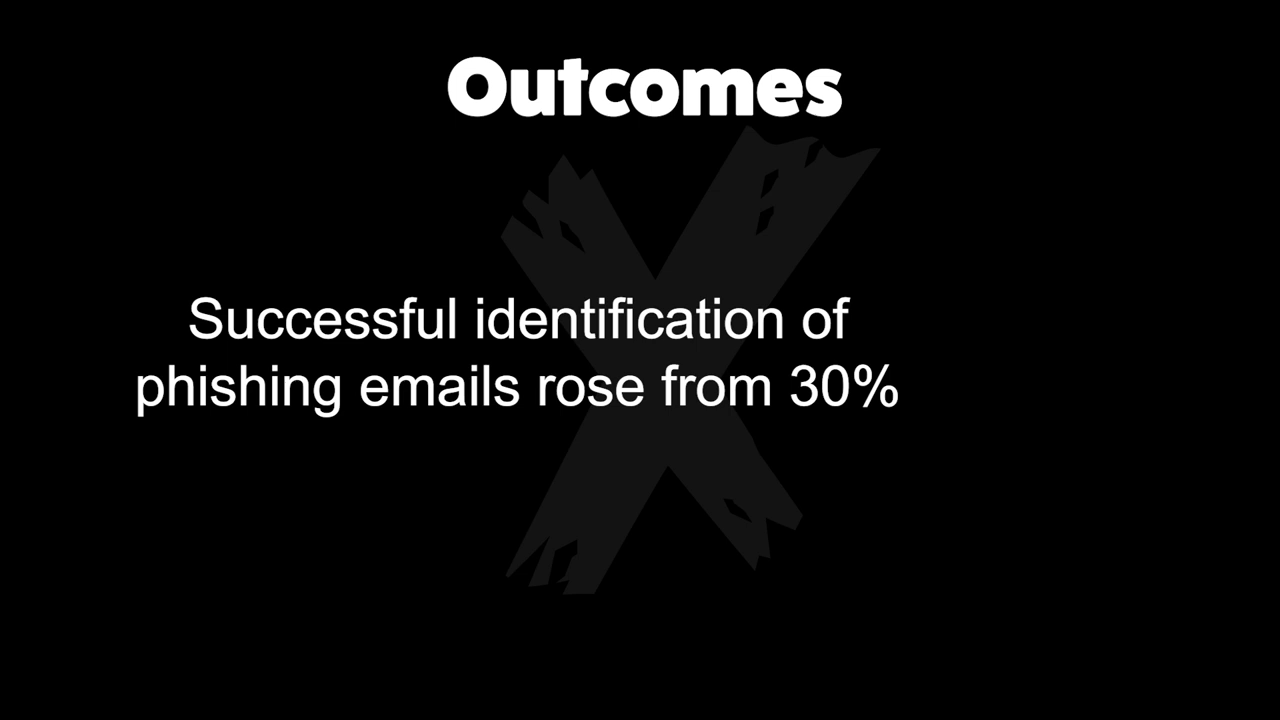 Outcomes
Successful identification of
phishing emails rose from 30%